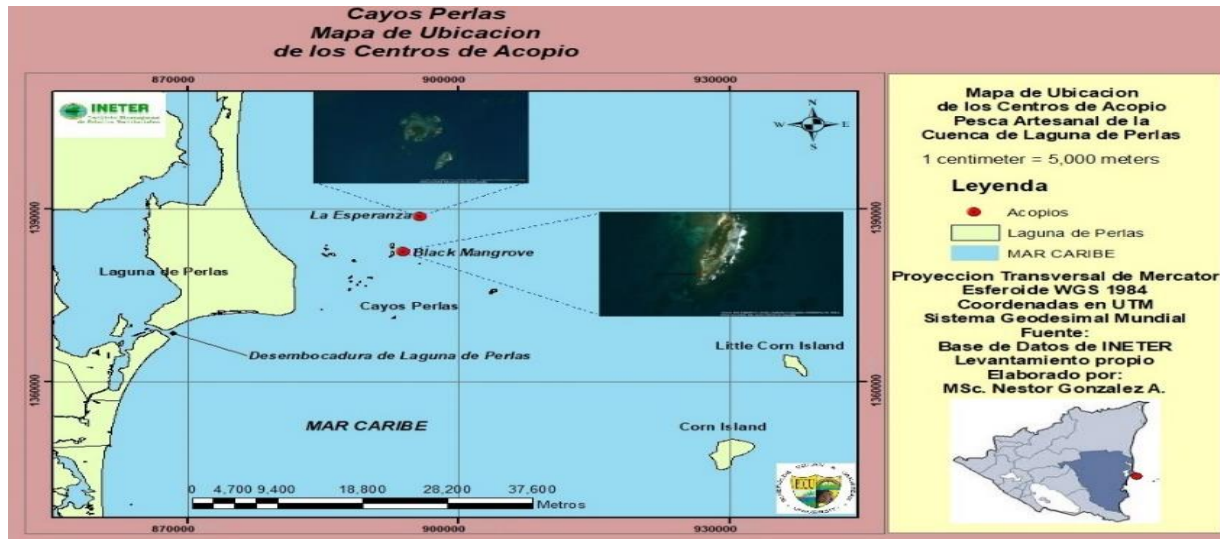 Cayos Perlas
Mapa de Ubicacion
de los Centros de Acopio
870000
900000
930000
INETER
N
W
E
S
1390000
1390000
La Esperanza
Black Mangrove
Laguna de Perlas
Cayos Perlas
Desembocadura de Laguna de Perlas
Little Corn Island
1360000
1360000
MAR CARIBE
Corn Island
0 4,700 9,400 18,800 28,200 37,600
Metros
870000
900000
930000
Mapa de Ubicacion
de los Centros de Acopio
Pesca Artesanal de la
Cuenca de Laguna de Perlas
1 centimeter = 5,000 meters
Leyenda
Acopios
Laguna de Perlas
MAR CARIBE
Proyeccion Transversal de Mercator
Esferoide WGS 1984
Coordenadas en UTM
Sistema Geodesimal Mundial
Fuente:
Base de Datos de INETER
Levantamiento propio
Elaborado por:
MSc. Nestor Gonzalez A.